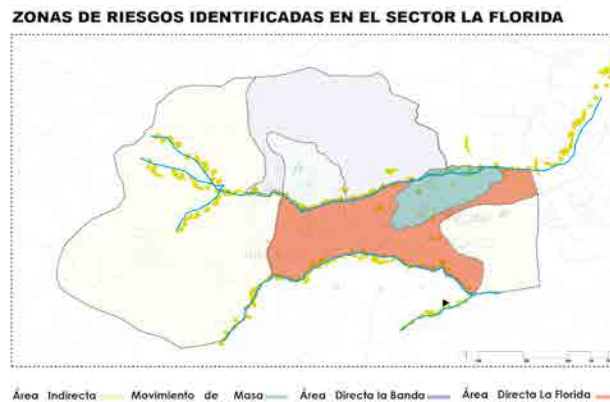 ZONAS DE RIESGOS IDENTIFICADAS EN EL SECTOR LA FLORIDA
Área Indirecta Movimiento de Masa Área Directa la Banda Área Directa La Florida